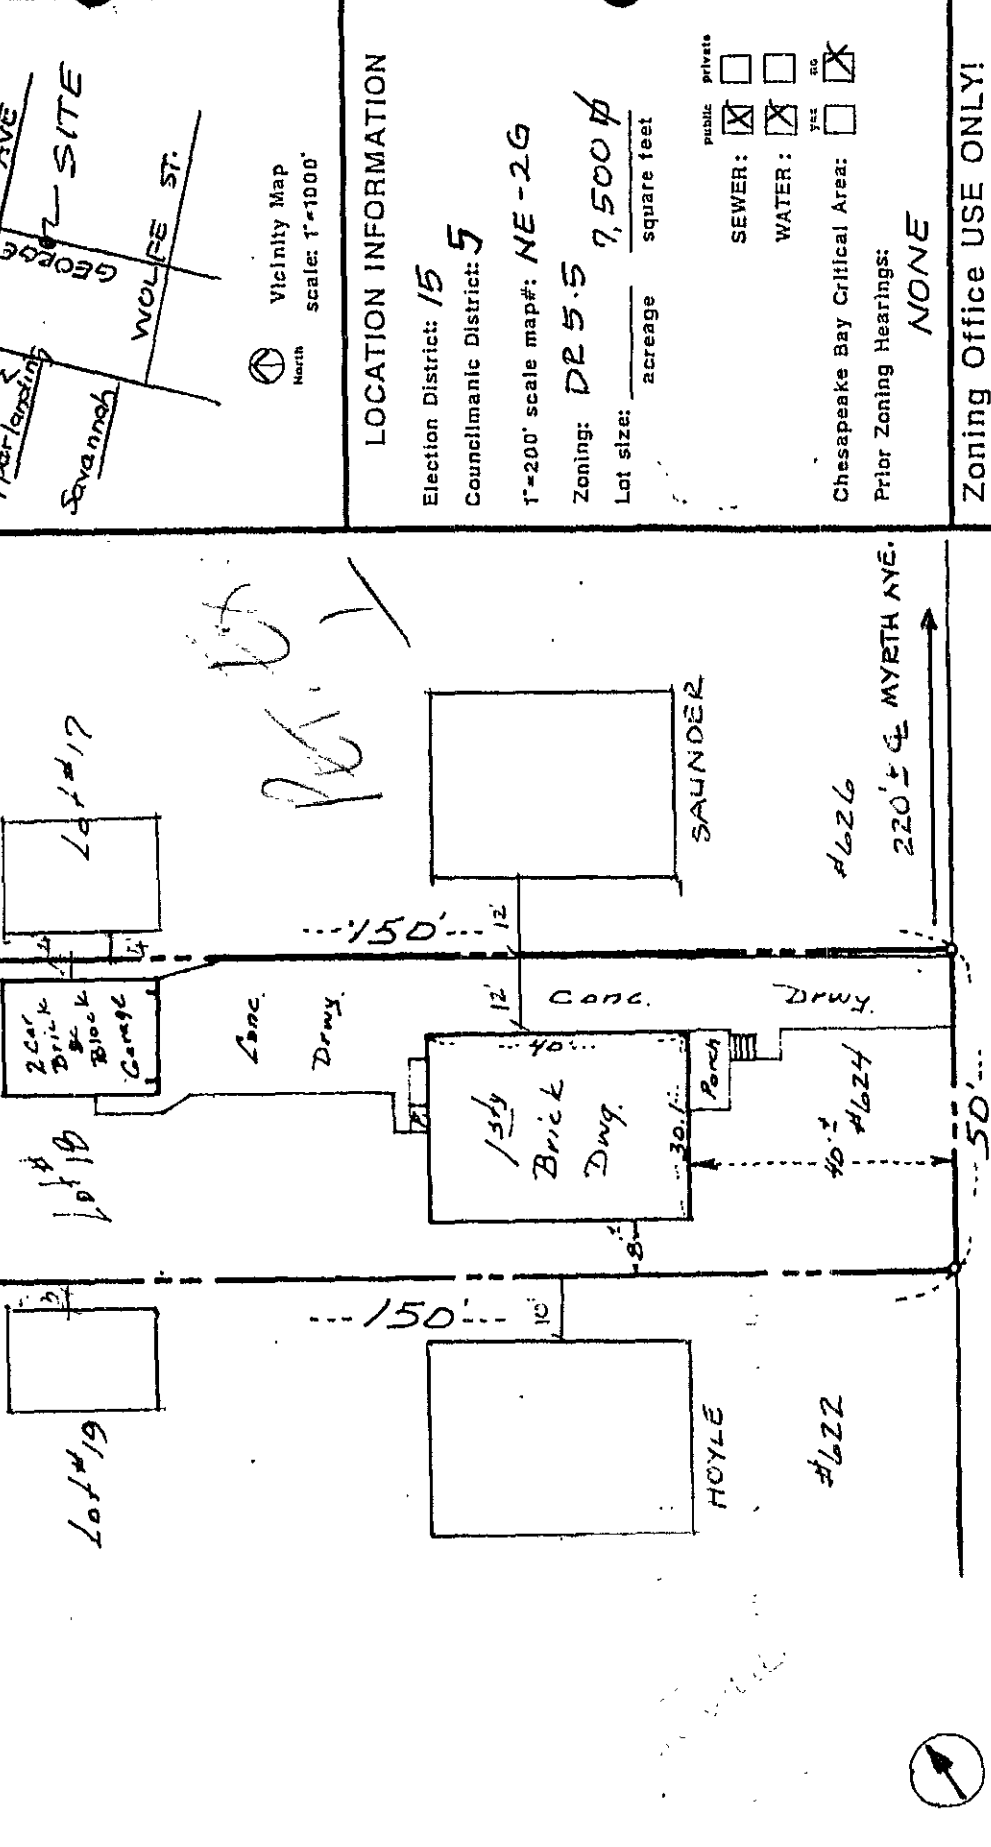 AVE
SITE
GEORGE
WOLFE ST.
Savannah
North
Vicinity Map
scale: 1"=1000'
LOCATION INFORMATION
Election District: 15
Councilmanic District: 5
1"=200' scale map#: NE-2G
Zoning: DR 5.5
Lot size: 7,500
acreage square feet
public private
SEWER: X
WATER: X
yes no
Chesapeake Bay Critical Area: X
Prior Zoning Hearings:
NONE
Zoning Office USE ONLY!
Lot #19
3'
Lot #18
2 Car
Brick
&
Block
Garage
4'
Lot #17
Conc.
Drwy.
150'
150'
10'
8'±
12'
12'
1 Sty
Brick
Dwg.
40'
30.1
Porch
Conc. Drwy.
HOYLE
SAUNDER
#622
40'±
#624
#626
220'± ℄ MYRTH AVE.
50'